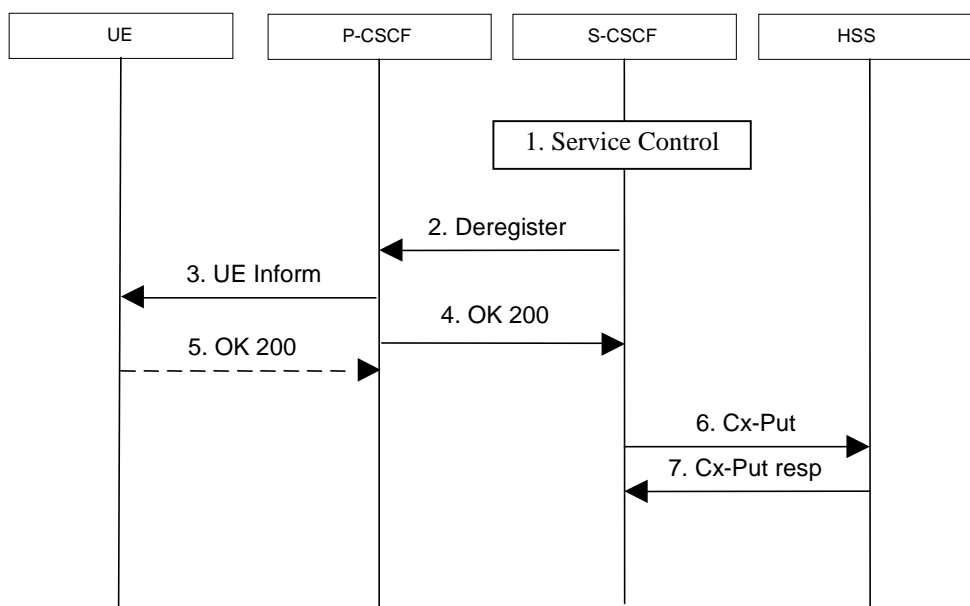 UE
P-CSCF
S-CSCF
HSS
1. Service Control
2. Deregister
3. UE Inform
4. OK 200
5. OK 200
6. Cx-Put
7. Cx-Put resp